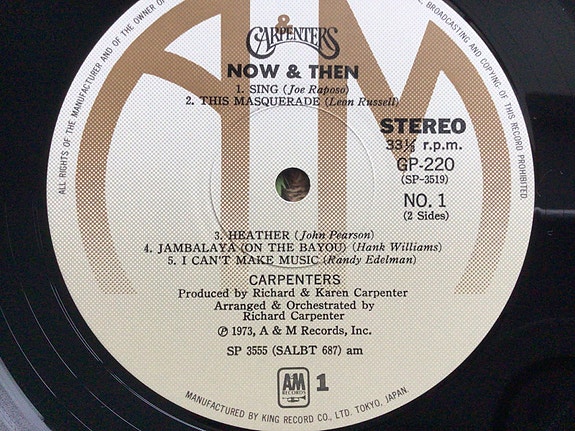 ALL RIGHTS OF THE MANUFACTURER AND OF THE OWNER OF
BROADCASTING AND COPYING OF THIS RECORD PROHIBITED
CARPENTERS
NOW & THEN
1. SING (Joe Raposo)
2. THIS MASQUERADE (Leon Russell)
STEREO
33⅓ r.p.m.
GP-220
(SP-3519)
NO. 1
(2 Sides)
3. HEATHER (John Pearson)
4. JAMBALAYA (ON THE BAYOU) (Hank Williams)
5. I CAN'T MAKE MUSIC (Randy Edelman)
CARPENTERS
Produced by Richard & Karen Carpenter
Arranged & Orchestrated by
Richard Carpenter
℗ 1973, A & M Records, Inc.
SP 3555 (SALBT 687) am
AM
RECORDS
1
MANUFACTURED BY KING RECORD CO., LTD. TOKYO, JAPAN.